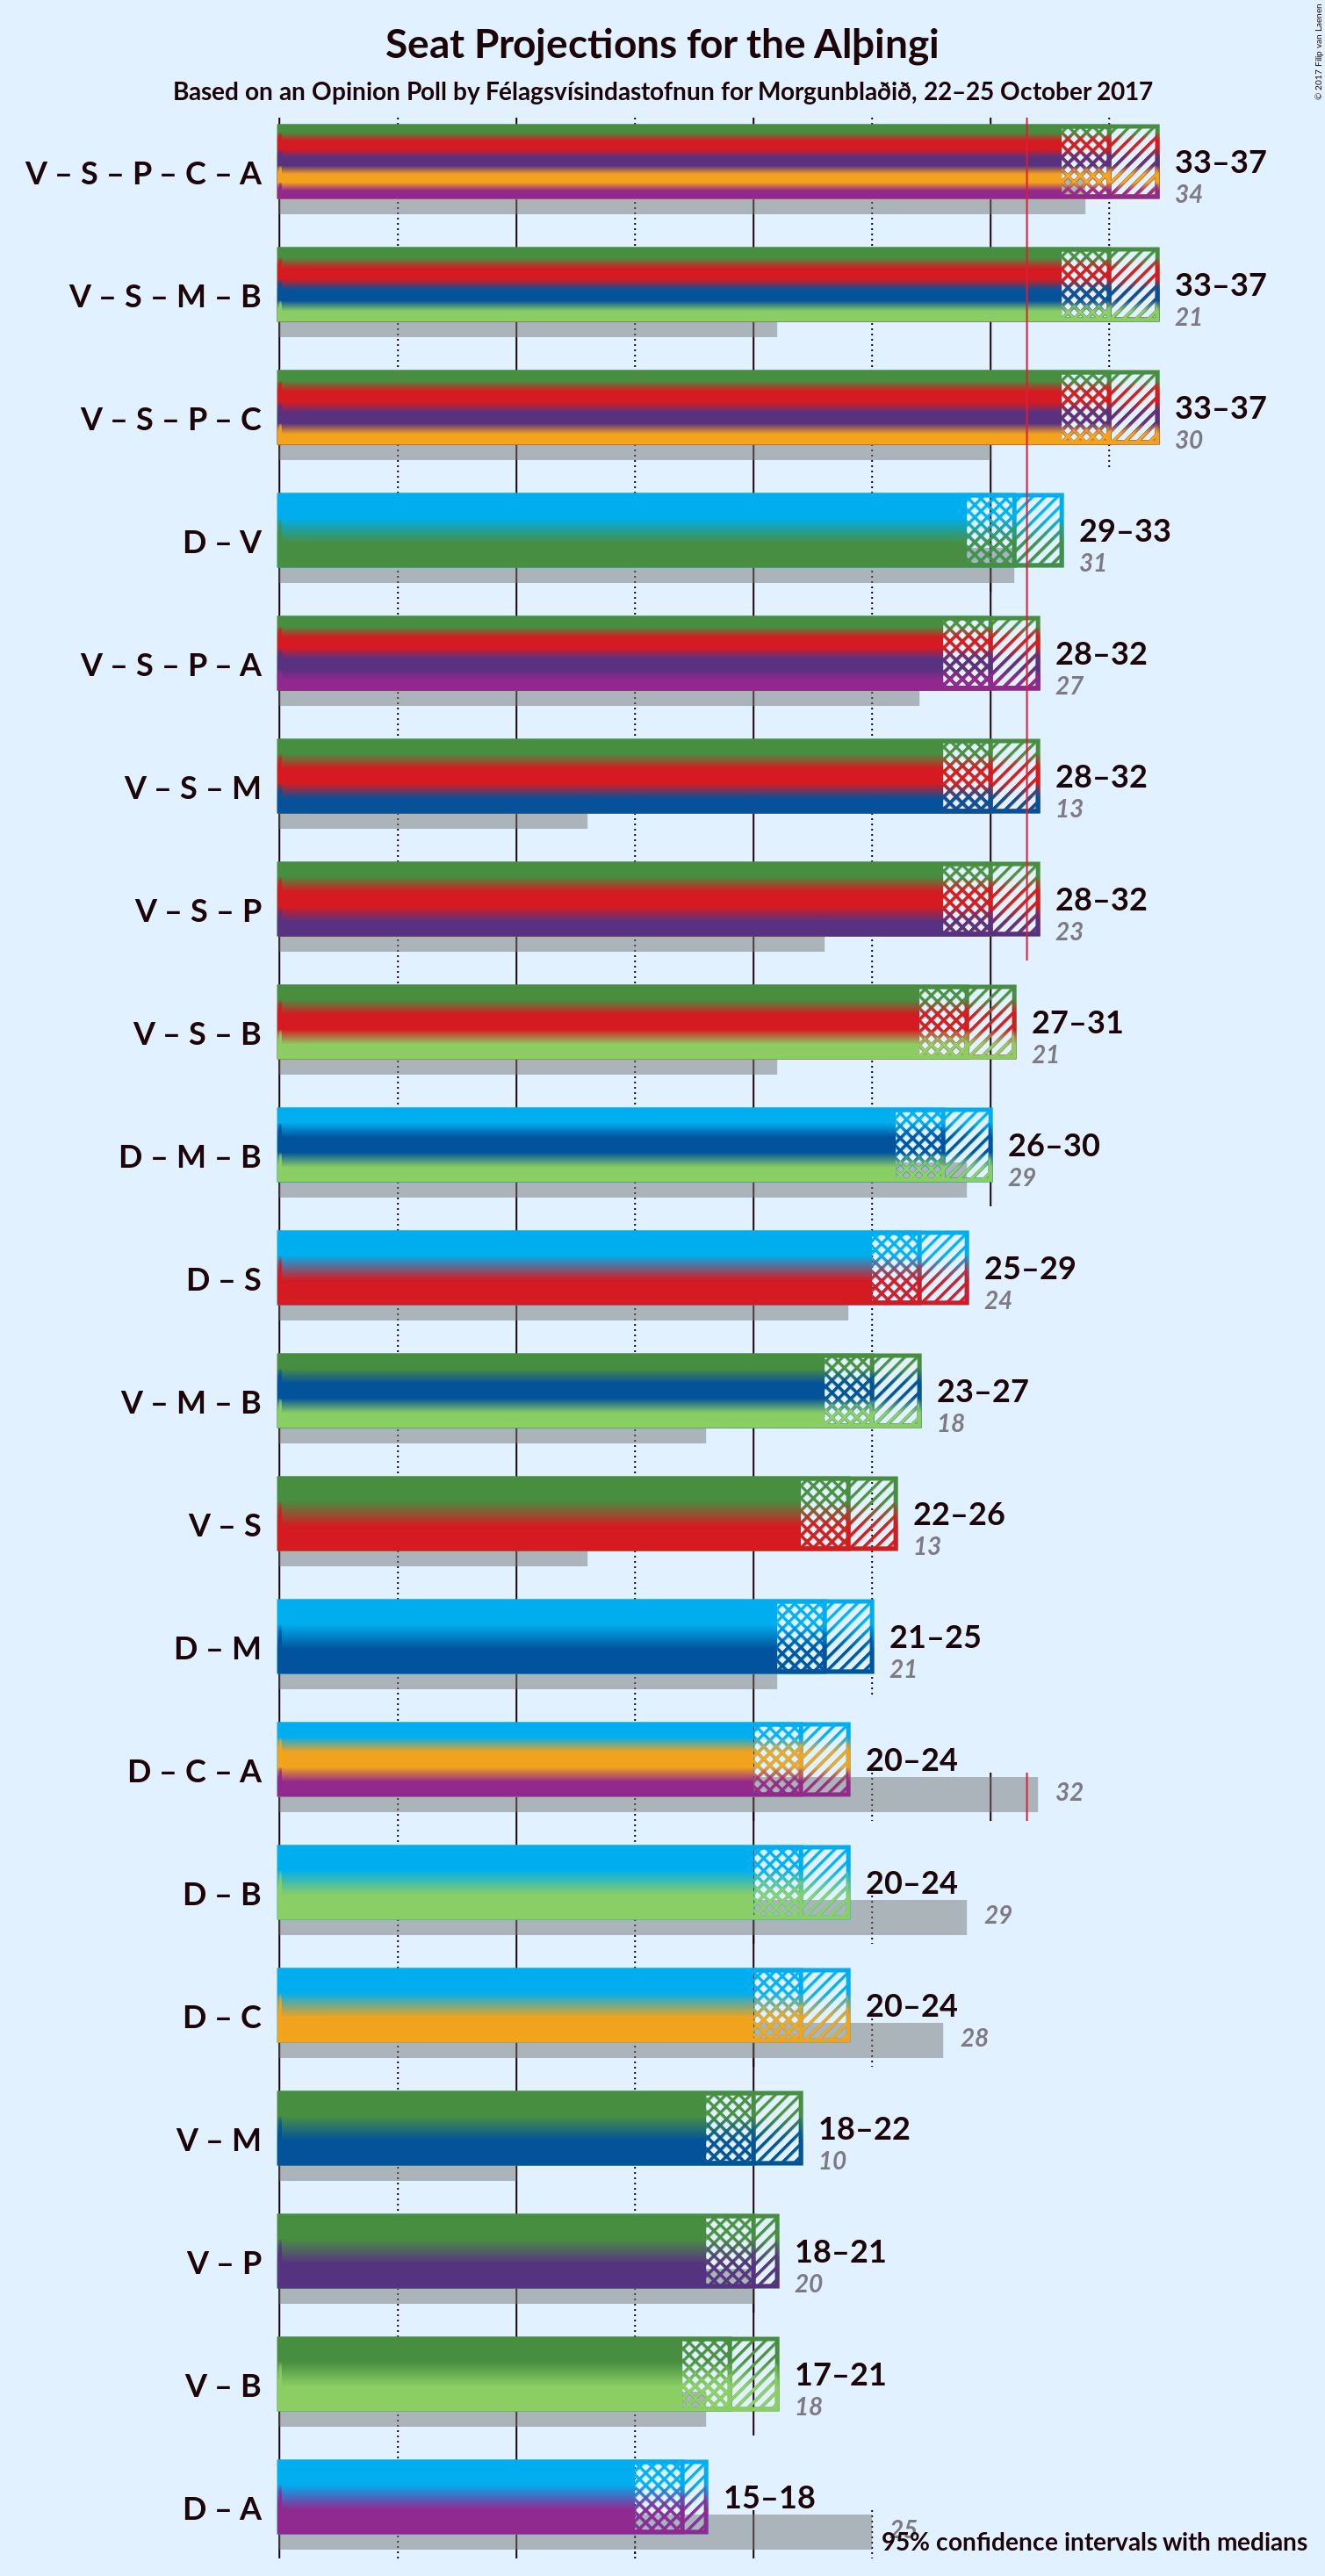 © 2017 Filip van Laenen
Seat Projections for the Alþingi
Based on an Opinion Poll by Félagsvísindastofnun for Morgunblaðið, 22–25 October 2017
V – S – P – C – A
33–37
34
V – S – M – B
33–37
21
V – S – P – C
33–37
30
D – V
29–33
31
V – S – P – A
28–32
27
V – S – M
28–32
13
V – S – P
28–32
23
V – S – B
27–31
21
D – M – B
26–30
29
D – S
25–29
24
V – M – B
23–27
18
V – S
22–26
13
D – M
21–25
21
D – C – A
20–24
32
D – B
20–24
29
D – C
20–24
28
V – M
18–22
10
V – P
18–21
20
V – B
17–21
18
D – A
15–18
25
95% confidence intervals with medians